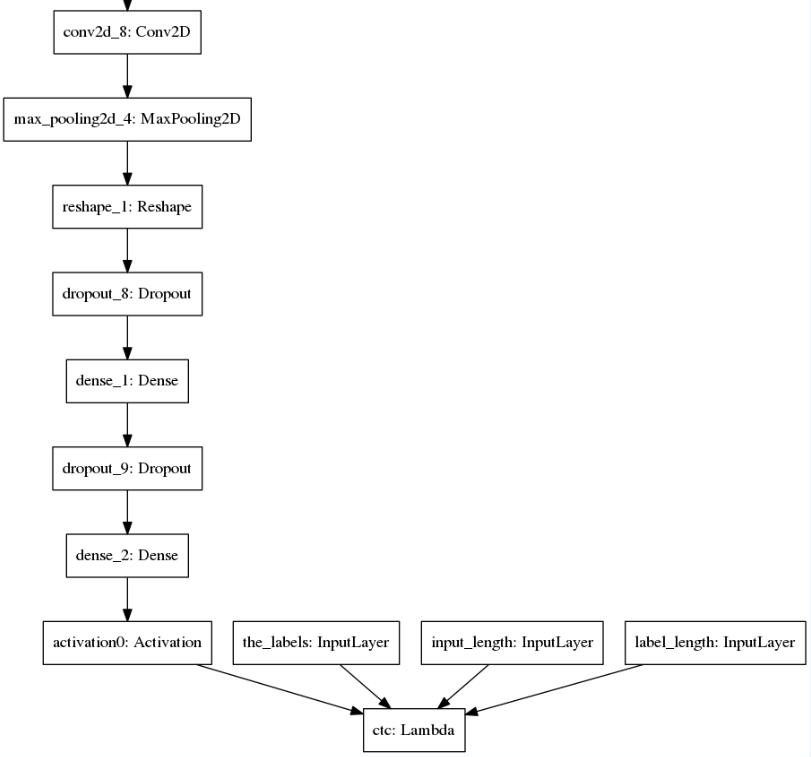 conv2d_8: Conv2D
max_pooling2d_4: MaxPooling2D
reshape_1: Reshape
dropout_8: Dropout
dense_1: Dense
dropout_9: Dropout
dense_2: Dense
activation0: Activation
the_labels: InputLayer
input_length: InputLayer
label_length: InputLayer
ctc: Lambda